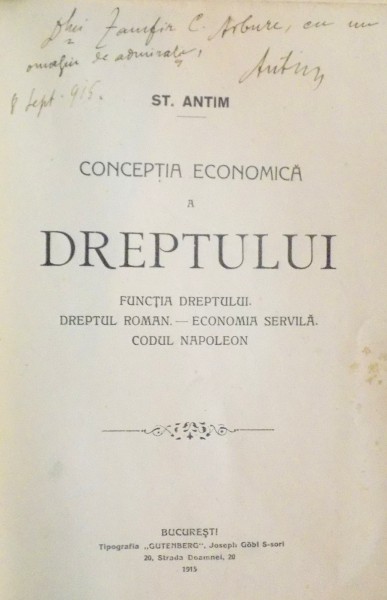 Dlui Zamfir C. Arbure, cu un
omagiu de admirație,
Antim
8 Sept. 915.
ST. ANTIM
CONCEPȚIA ECONOMICĂ
A
DREPTULUI
FUNCȚIA DREPTULUI.
DREPTUL ROMAN. — ECONOMIA SERVILĂ.
CODUL NAPOLEON
BUCUREȘTI
Tipografia „GUTENBERG”, Joseph Göbl S-sori
20, Strada Doamnei, 20
1915